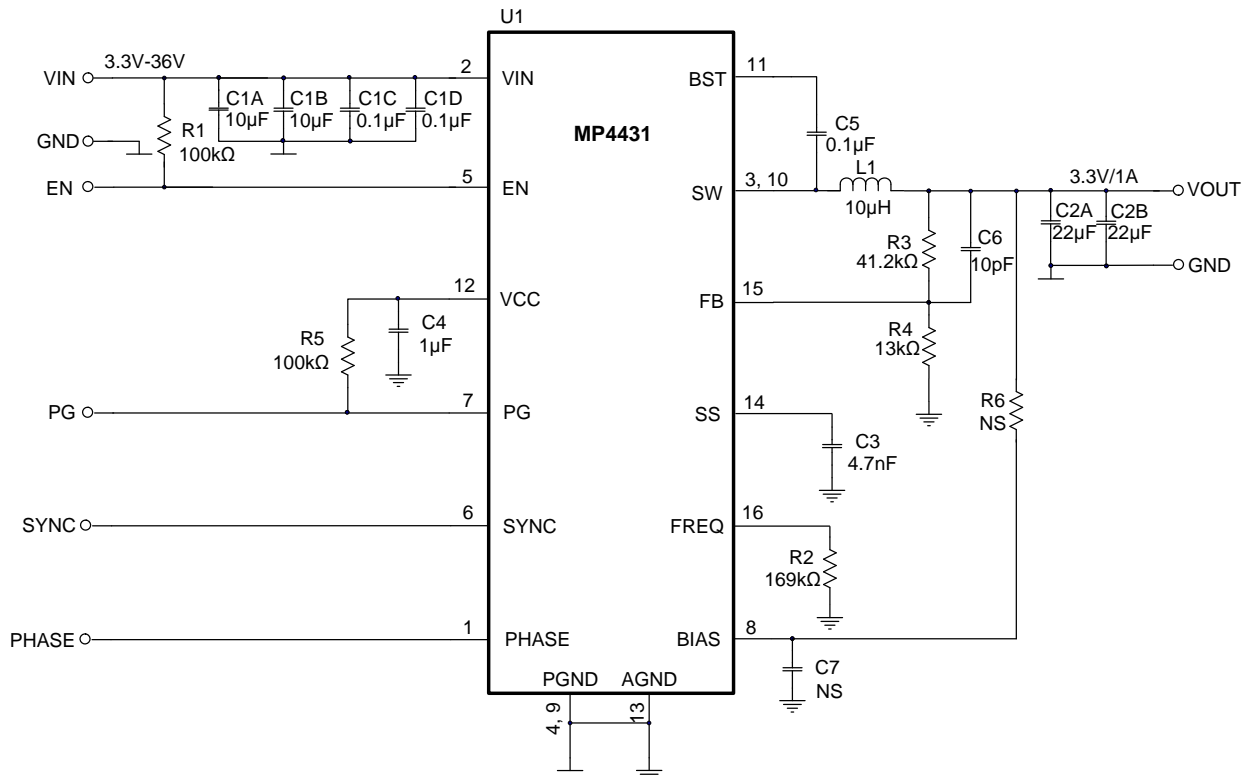 U1
MP4431
VIN
3.3V-36V
2
VIN
C1A
10µF
C1B
10µF
C1C
0.1µF
C1D
0.1µF
R1
100kΩ
GND
EN
5
EN
12
VCC
R5
100kΩ
C4
1µF
PG
7
PG
SYNC
6
SYNC
PHASE
1
PHASE
PGND
AGND
4, 9
13
11
BST
C5
0.1µF
3, 10
SW
L1
10µH
3.3V/1A
VOUT
C2A
22µF
C2B
22µF
GND
R3
41.2kΩ
C6
10pF
15
FB
R4
13kΩ
14
SS
C3
4.7nF
R6
NS
16
FREQ
R2
169kΩ
8
BIAS
C7
NS